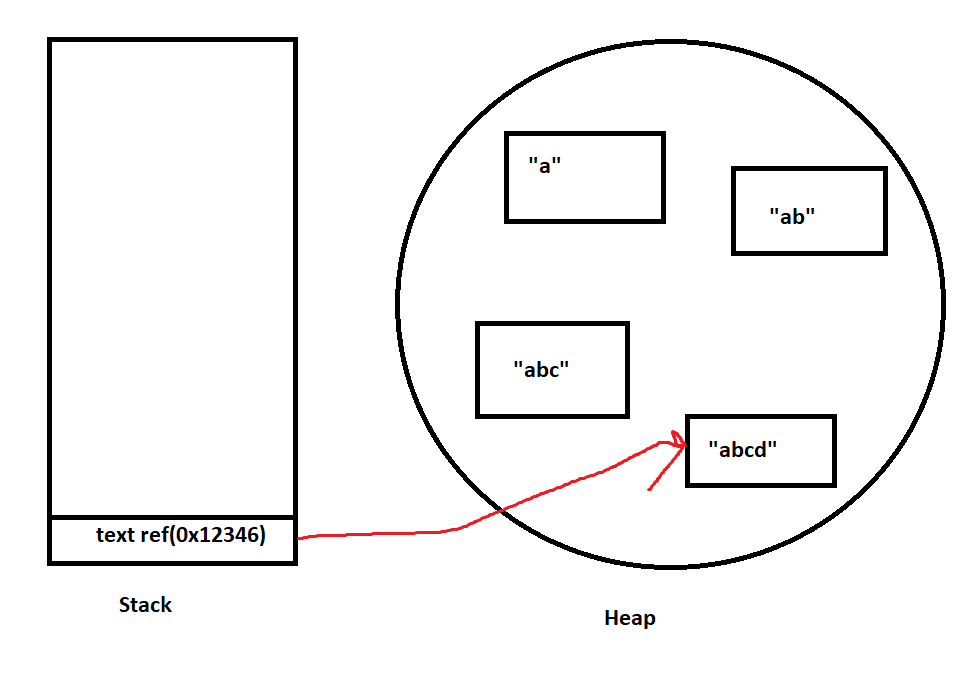 "a"
"ab"
"abc"
"abcd"
text ref(0x12346)
Stack
Heap